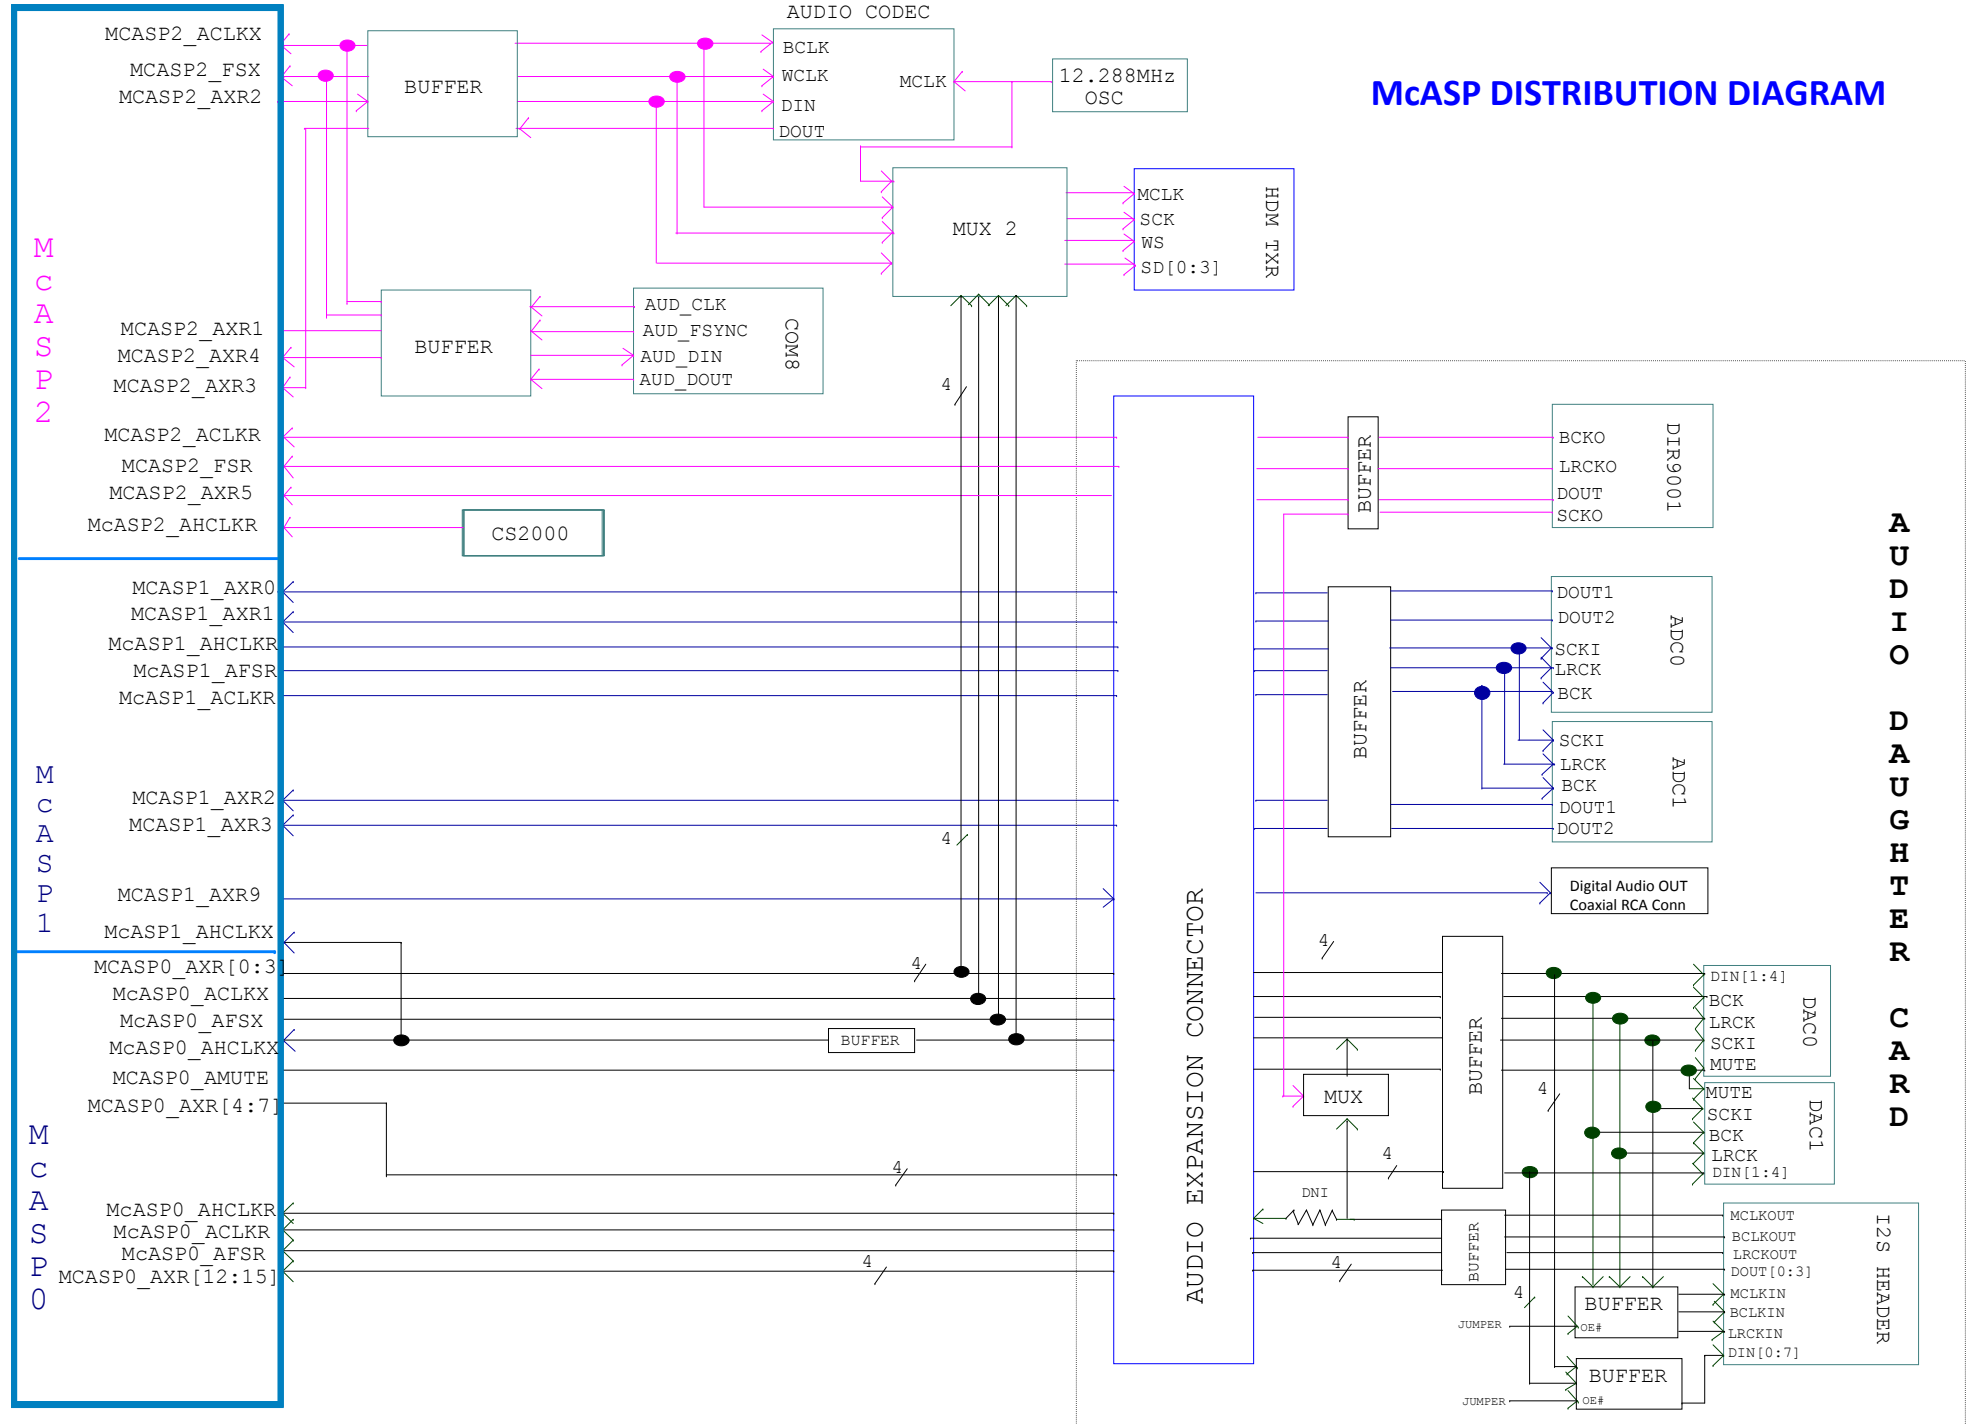 AUDIO CODEC
McASP DISTRIBUTION DIAGRAM
MCASP2_ACLKX
MCASP2_FSX
MCASP2_AXR2
BUFFER
BCLK
WCLK
DIN
DOUT
MCLK
12.288MHz
OSC
MUX 2
MCLK
SCK
WS
SD[0:3]
HDM TXR
McASP2
MCASP2_AXR1
MCASP2_AXR4
MCASP2_AXR3
BUFFER
AUD_CLK
AUD_FSYNC
AUD_DIN
AUD_DOUT
COM8
4
MCASP2_ACLKR
MCASP2_FSR
MCASP2_AXR5
McASP2_AHCLKR
CS2000
BUFFER
BCKO
LRCKO
DOUT
SCKO
DIR9001
AUDIO DAUGHTER CARD
McASP1
MCASP1_AXR0
MCASP1_AXR1
McASP1_AHCLKR
McASP1_AFSR
McASP1_ACLKR
BUFFER
DOUT1
DOUT2
SCKI
LRCK
BCK
ADC0
SCKI
LRCK
BCK
DOUT1
DOUT2
ADC1
MCASP1_AXR2
MCASP1_AXR3
4
MCASP1_AXR9
McASP1_AHCLKX
AUDIO EXPANSION CONNECTOR
Digital Audio OUT
Coaxial RCA Conn
McASP0
MCASP0_AXR[0:3]
McASP0_ACLKX
McASP0_AFSX
McASP0_AHCLKX
MCASP0_AMUTE
MCASP0_AXR[4:7]
4
BUFFER
4
4
MUX
BUFFER
4
4
DIN[1:4]
BCK
LRCK
SCKI
MUTE
DAC0
MUTE
SCKI
BCK
LRCK
DIN[1:4]
DAC1
McASP0_AHCLKR
McASP0_ACLKR
McASP0_AFSR
MCASP0_AXR[12:15]
4
DNI
4
BUFFER
4
MCLKOUT
BCLKOUT
LRCKOUT
DOUT[0:3]
MCLKIN
BCLKIN
LRCKIN
DIN[0:7]
I2S HEADER
BUFFER
OE#
JUMPER
BUFFER
OE#
JUMPER